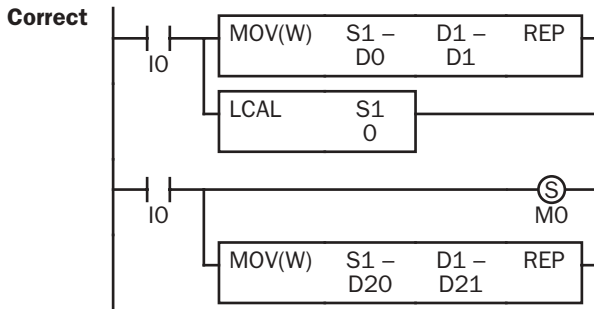 Correct
MOV(W) S1 – D1 – REP
D0 D1
I0
LCAL S1
0
I0
S
M0
MOV(W) S1 – D1 – REP
D20 D21